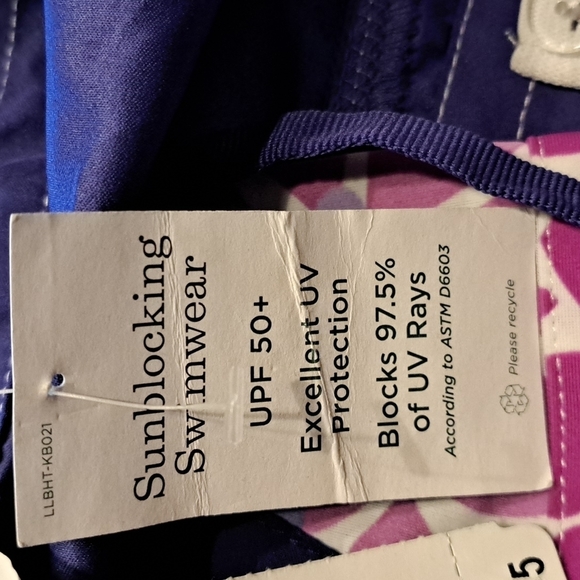 Sunblocking
Swimwear
UPF 50+
Excellent UV
Protection
Blocks 97.5%
of UV Rays
According to ASTM D6603
Please recycle
LLBHT-KB021
5